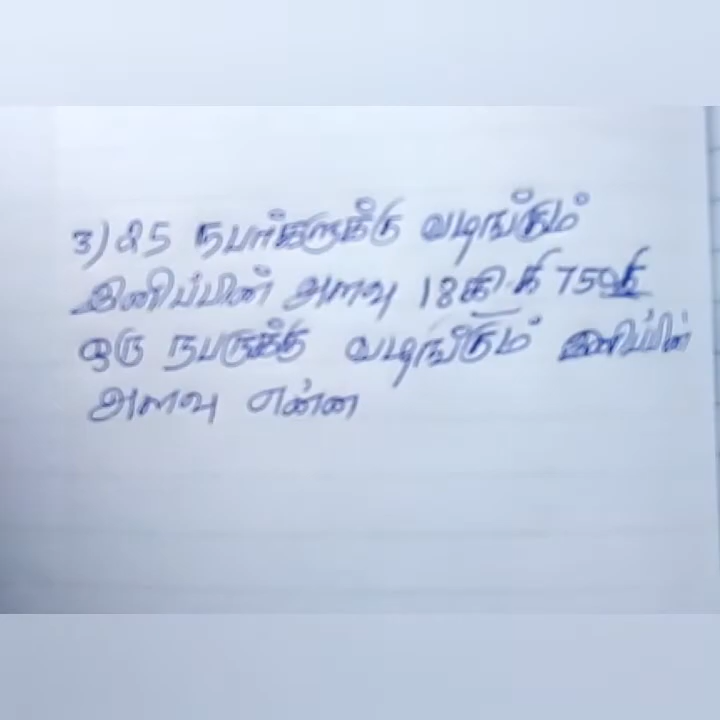 3) 25 நபர்களுக்கு வழங்கும்
இனிப்பின் அளவு 18கி.கி 750கி
ஒரு நபருக்கு வழங்கும் இனிப்பின்
அளவு என்ன